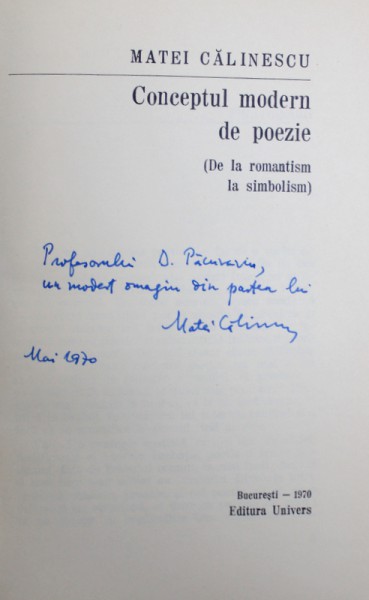 MATEI CĂLINESCU
Conceptul modern
de poezie
(De la romantism
la simbolism)
Profesorului D. Păcurariu,
un modest omagiu din partea lui
Matei Călinescu
Mai 1970
București — 1970
Editura Univers